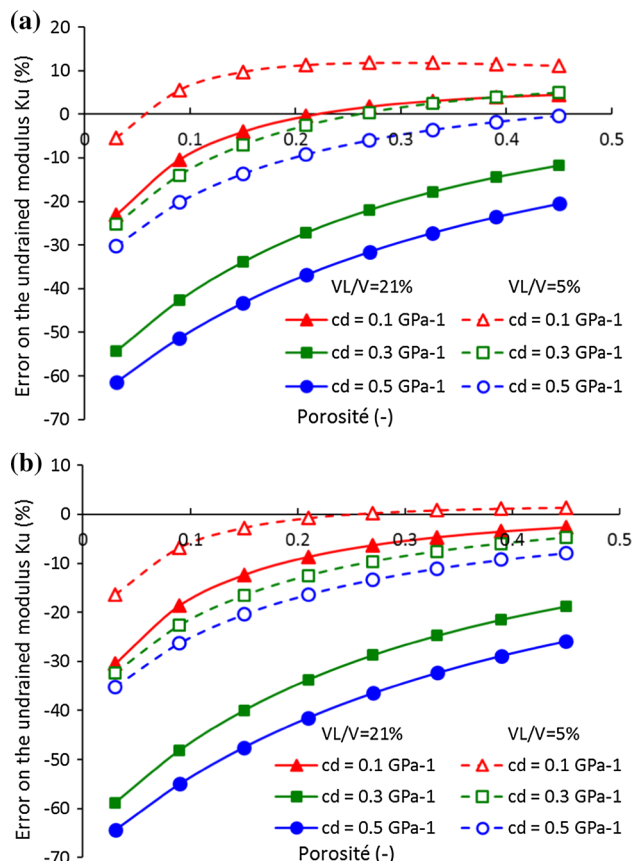 (a)
Error on the undrained modulus Ku (%)
20
10
0
-10
-20
-30
-40
-50
-60
-70
0
0.1
0.2
0.3
0.4
0.5
VL/V=21%
VL/V=5%
cd = 0.1 GPa-1
cd = 0.1 GPa-1
cd = 0.3 GPa-1
cd = 0.3 GPa-1
cd = 0.5 GPa-1
cd = 0.5 GPa-1
Porosité (-)
(b)
Error on the undrained modulus Ku (%)
10
0
-10
-20
-30
-40
-50
-60
-70
0
0.1
0.2
0.3
0.4
0.5
VL/V=21%
VL/V=5%
cd = 0.1 GPa-1
cd = 0.1 GPa-1
cd = 0.3 GPa-1
cd = 0.3 GPa-1
cd = 0.5 GPa-1
cd = 0.5 GPa-1
Porosité (-)